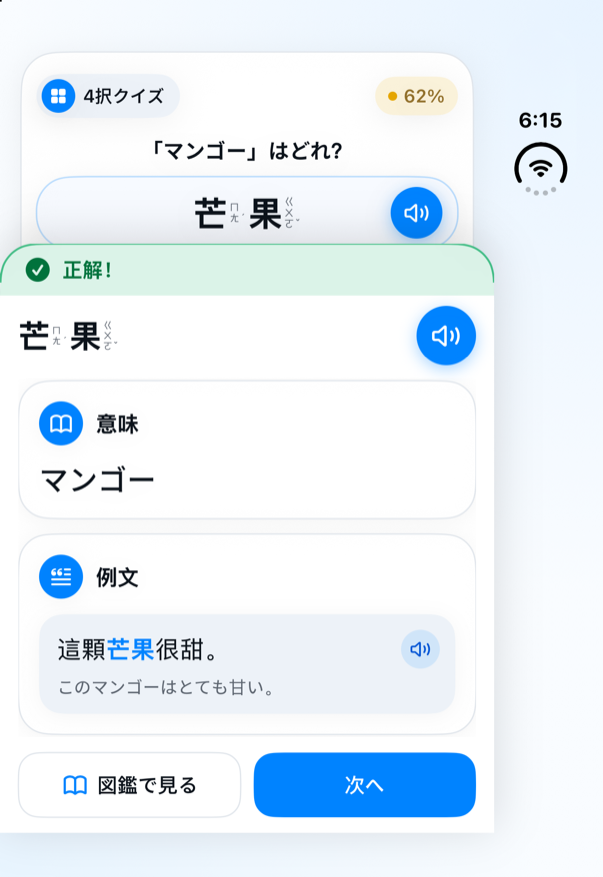 4択クイズ
62%
「マンゴー」はどれ?
芒ㄇㄤˊ果ㄍㄨㄛˇ
6:15
正解!
芒ㄇㄤˊ果ㄍㄨㄛˇ
意味
マンゴー
例文
這顆芒果很甜。
このマンゴーはとても甘い。
図鑑で見る
次へ